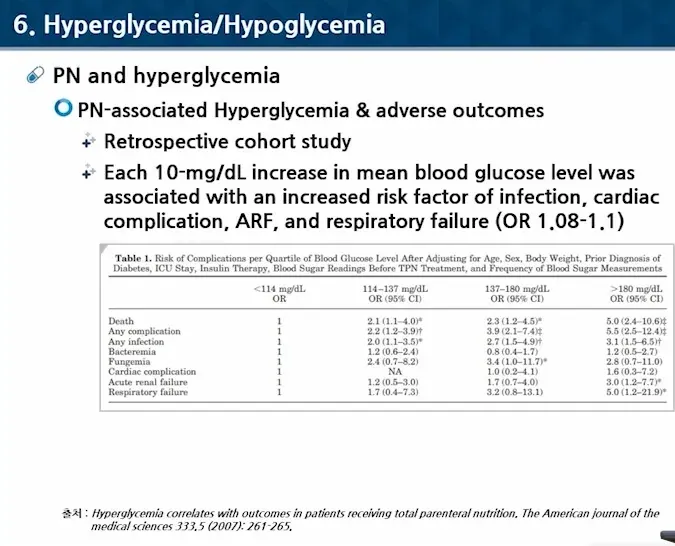 6. Hyperglycemia/Hypoglycemia
PN and hyperglycemia
PN-associated Hyperglycemia & adverse outcomes
Retrospective cohort study
Each 10-mg/dL increase in mean blood glucose level was
associated with an increased risk factor of infection, cardiac
complication, ARF, and respiratory failure (OR 1.08-1.1)
Table 1. Risk of Complications per Quartile of Blood Glucose Level After Adjusting for Age, Sex, Body Weight, Prior Diagnosis of
Diabetes, ICU Stay, Insulin Therapy, Blood Sugar Readings Before TPN Treatment, and Frequency of Blood Sugar Measurements
<114 mg/dL 114–137 mg/dL 137–180 mg/dL >180 mg/dL
OR OR (95% CI) OR (95% CI) OR (95% CI)
Death 1 2.1 (1.1–4.0)* 2.3 (1.2–4.5)* 5.0 (2.4–10.6)‡
Any complication 1 2.2 (1.2–3.9)† 3.9 (2.1–7.4)‡ 5.5 (2.5–12.4)‡
Any infection 1 2.0 (1.1–3.5)* 2.7 (1.5–4.9)† 3.1 (1.5–6.5)†
Bacteremia 1 1.2 (0.6–2.4) 0.8 (0.4–1.7) 1.2 (0.5–2.7)
Fungemia 1 2.4 (0.7–8.2) 3.4 (1.0–11.7)* 2.8 (0.7–11.0)
Cardiac complication 1 NA 1.0 (0.2–4.1) 1.6 (0.3–7.2)
Acute renal failure 1 1.2 (0.5–3.0) 1.7 (0.7–4.0) 3.0 (1.2–7.7)*
Respiratory failure 1 1.7 (0.4–7.3) 3.2 (0.8–13.1) 5.0 (1.2–21.9)*
출처 : Hyperglycemia correlates with outcomes in patients receiving total parenteral nutrition. The American journal of the
medical sciences 333.5 (2007): 261-265.